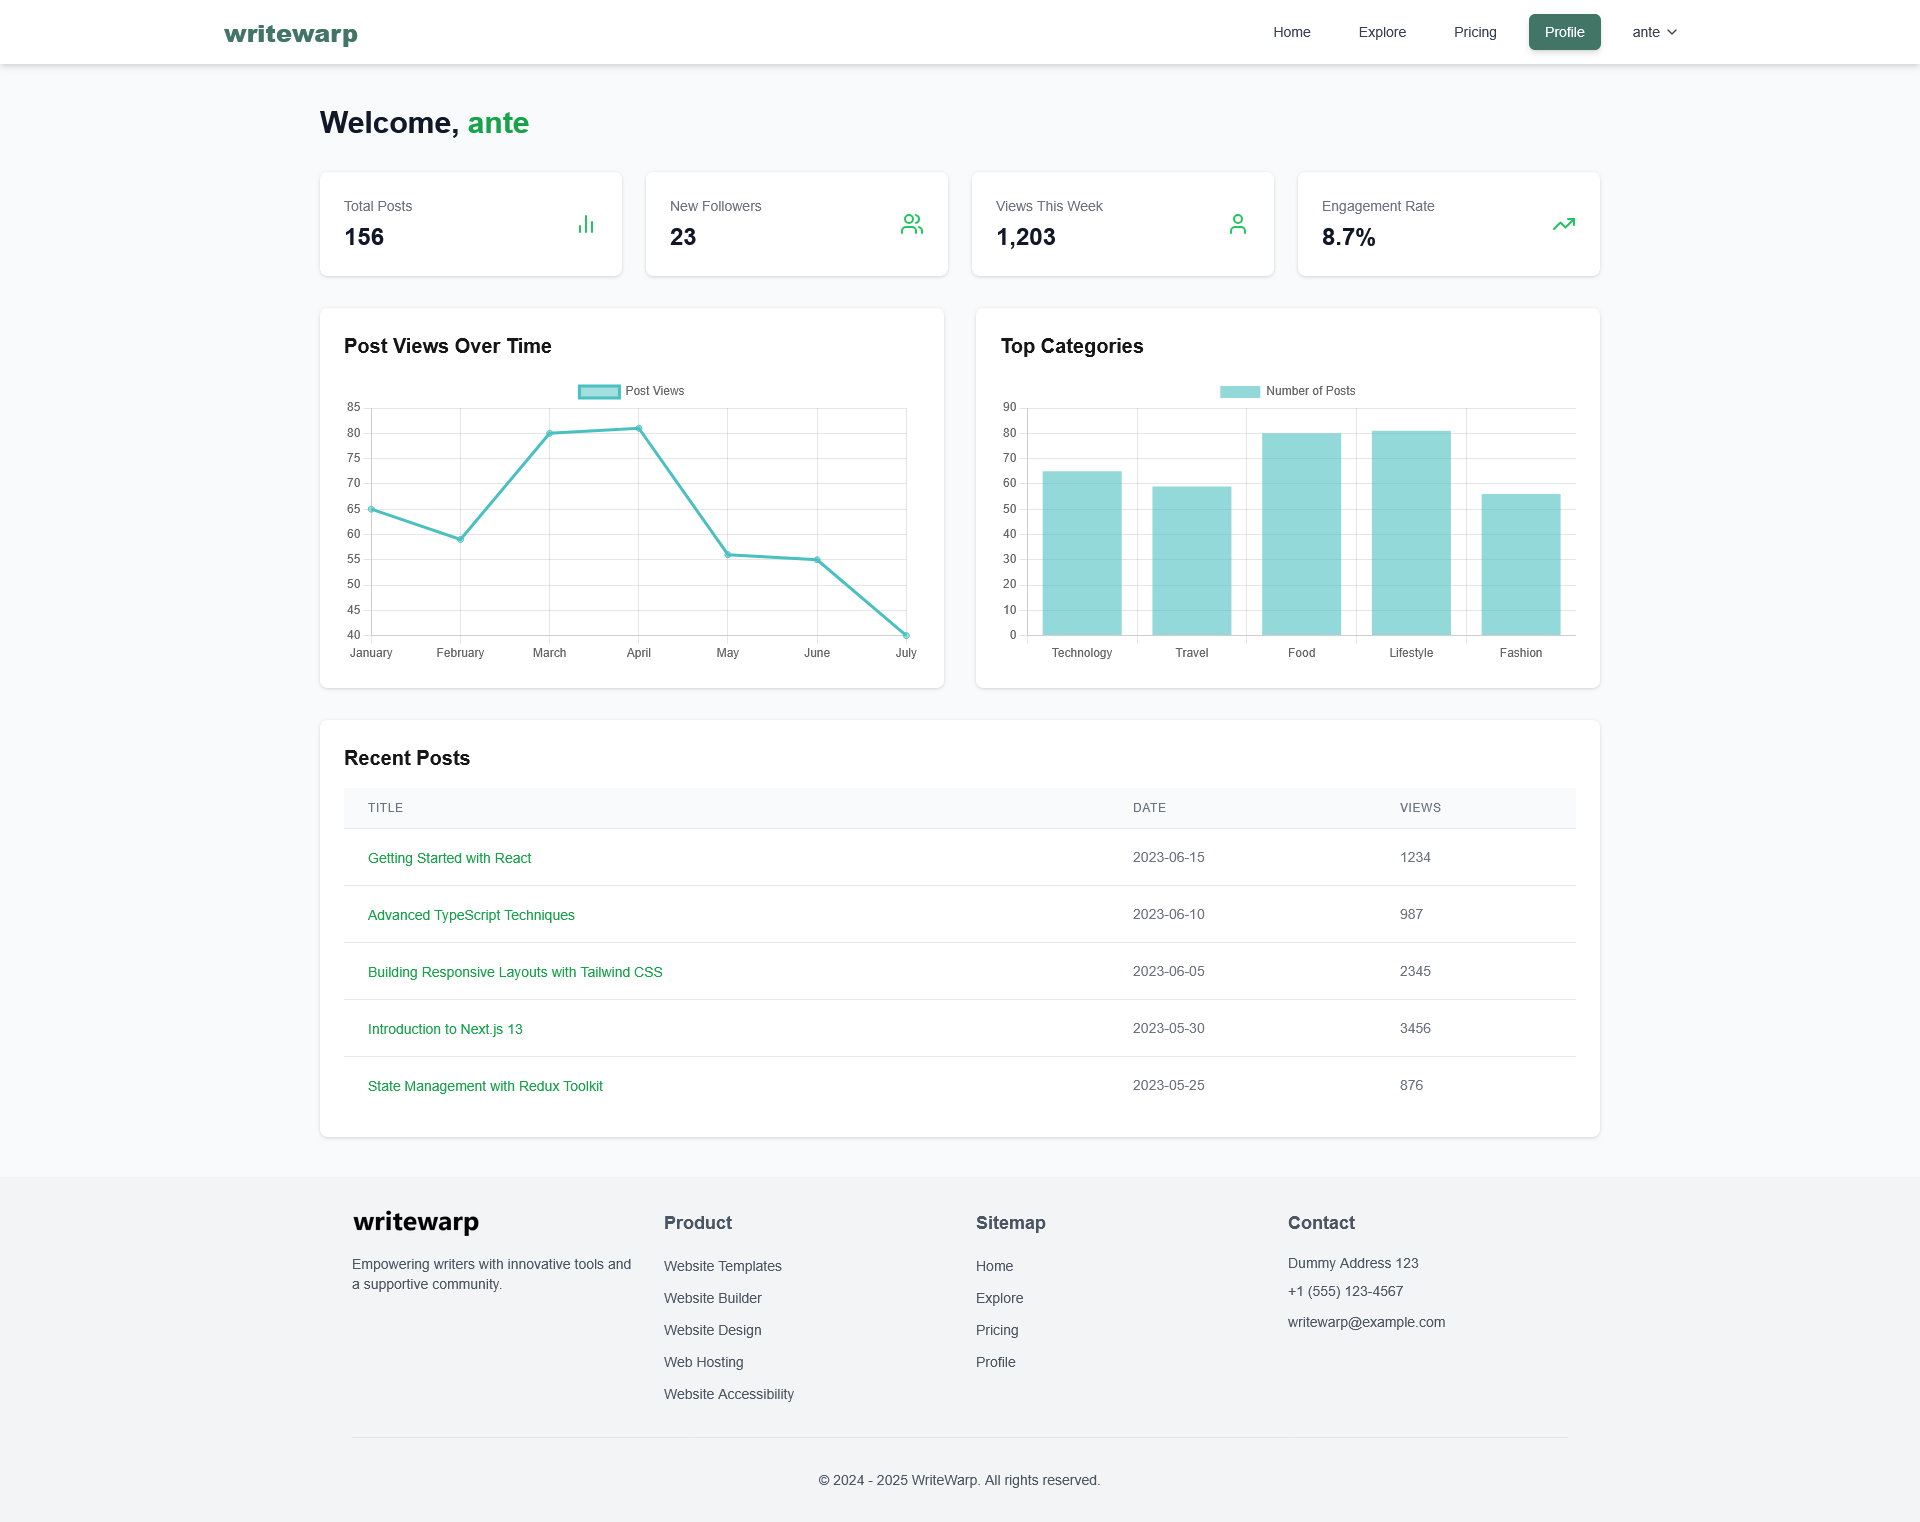 writewarp
Home Explore Pricing Profile ante
Welcome, ante
Total Posts
156
New Followers
23
Views This Week
1,203
Engagement Rate
8.7%
Post Views Over Time
Post Views
85
80
75
70
65
60
55
50
45
40
January February March April May June July
Top Categories
Number of Posts
90
80
70
60
50
40
30
20
10
0
Technology Travel Food Lifestyle Fashion
Recent Posts
TITLE DATE VIEWS
Getting Started with React 2023-06-15 1234
Advanced TypeScript Techniques 2023-06-10 987
Building Responsive Layouts with Tailwind CSS 2023-06-05 2345
Introduction to Next.js 13 2023-05-30 3456
State Management with Redux Toolkit 2023-05-25 876
writewarp
Empowering writers with innovative tools and
a supportive community.
Product
Website Templates
Website Builder
Website Design
Web Hosting
Website Accessibility
Sitemap
Home
Explore
Pricing
Profile
Contact
Dummy Address 123
+1 (555) 123-4567
writewarp@example.com
© 2024 - 2025 WriteWarp. All rights reserved.